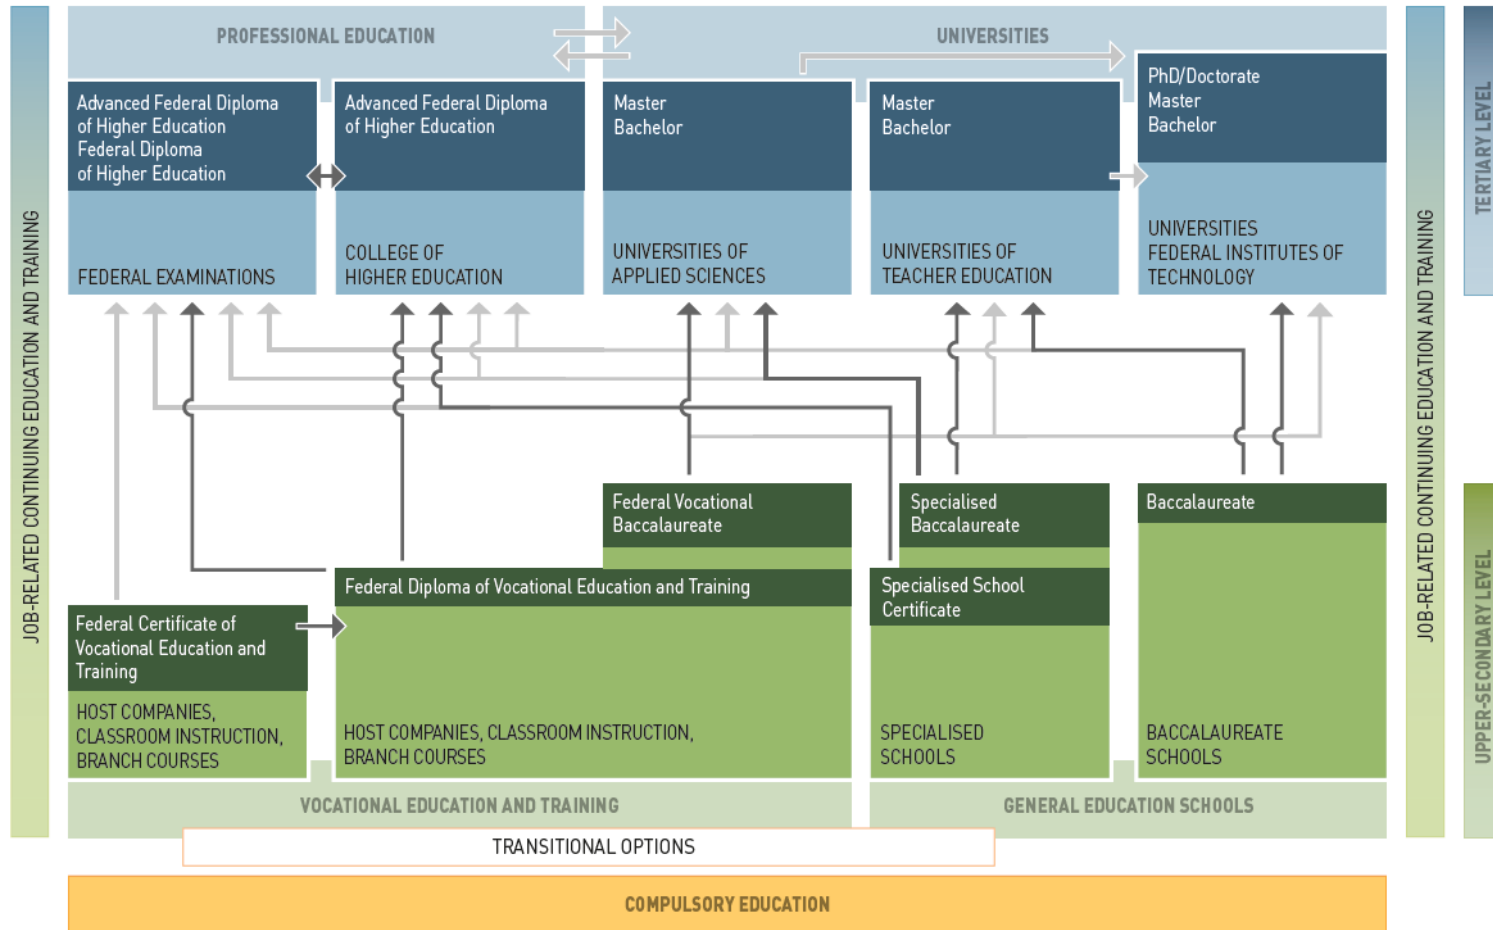 PROFESSIONAL EDUCATION
UNIVERSITIES
Advanced Federal Diploma
of Higher Education
Federal Diploma
of Higher Education
FEDERAL EXAMINATIONS
Advanced Federal Diploma
of Higher Education
COLLEGE OF
HIGHER EDUCATION
Master
Bachelor
UNIVERSITIES OF
APPLIED SCIENCES
Master
Bachelor
UNIVERSITIES OF
TEACHER EDUCATION
PhD/Doctorate
Master
Bachelor
UNIVERSITIES
FEDERAL INSTITUTES OF
TECHNOLOGY
JOB-RELATED CONTINUING EDUCATION AND TRAINING
JOB-RELATED CONTINUING EDUCATION AND TRAINING
TERTIARY LEVEL
UPPER-SECONDARY LEVEL
Federal Vocational
Baccalaureate
Specialised
Baccalaureate
Baccalaureate
Federal Diploma of Vocational Education and Training
Specialised School
Certificate
Federal Certificate of
Vocational Education and
Training
HOST COMPANIES,
CLASSROOM INSTRUCTION,
BRANCH COURSES
HOST COMPANIES, CLASSROOM INSTRUCTION,
BRANCH COURSES
SPECIALISED
SCHOOLS
BACCALAUREATE
SCHOOLS
VOCATIONAL EDUCATION AND TRAINING
GENERAL EDUCATION SCHOOLS
TRANSITIONAL OPTIONS
COMPULSORY EDUCATION